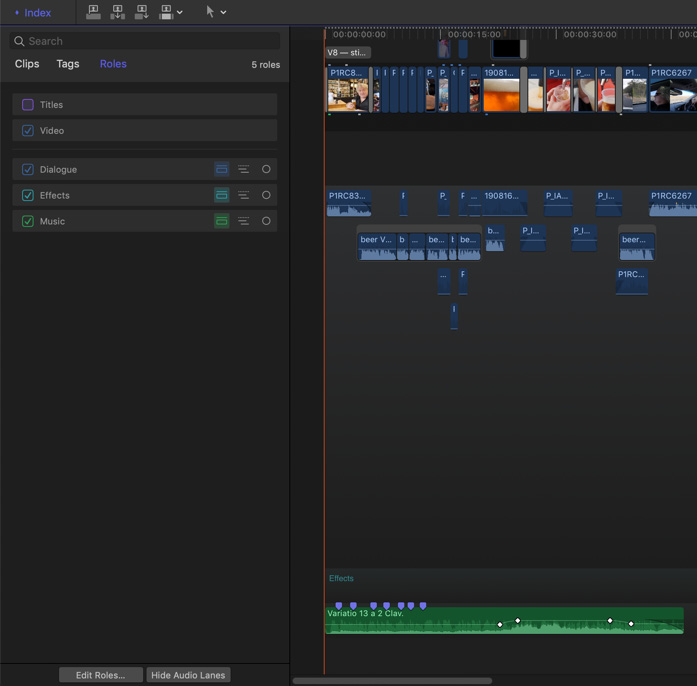 Index
00:00:00:00
00:00:15:00
00:00:30:00
Search
V8 — sti...
Clips
Tags
Roles
5 roles
P1RC8...
P...
190816...
...
P_I...
P_...
P1...
P1RC6267
Titles
Video
Dialogue
Effects
Music
P1RC83...
P_
...
190816...
P_IA...
P_I...
P1RC6267
beer V...
b
...
be...
be...
b...
P_I...
P_I...
beer...
...
P1RC...
Effects
Variatio 13 a 2 Clav.
Edit Roles...
Hide Audio Lanes